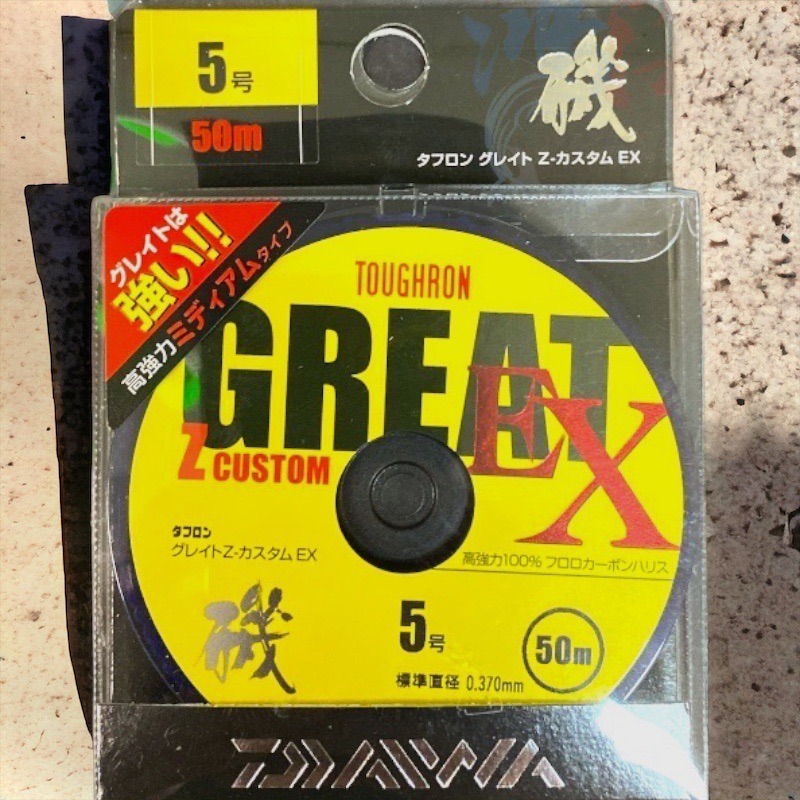 5号
50m
磯
タフロン グレイト Z-カスタム EX
グレイトは
強い!!
高強力ミディアムタイプ
TOUGHRON
GREAT
EX
Z CUSTOM
タフロン
グレイトZ-カスタム EX
高強力100% フロロカーボンハリス
磯
5号
50m
標準直径 0.370mm
DAIWA